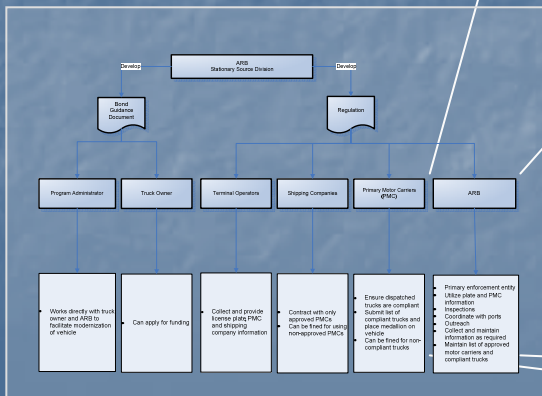 ARB
Stationary Source Division
Develop
Develop
Bond
Guidance
Document
Regulation
Program Administrator
Truck Owner
Terminal Operators
Shipping Companies
Primary Motor Carriers
(PMC)
ARB
• Works directly with truck
owner and ARB to
facilitate modernization
of vehicle
• Can apply for funding
• Collect and provide
license plate, PMC
and shipping
company information
• Contract with only
approved PMCs
• Can be fined for using
non-approved PMCs
• Ensure dispatched
trucks are compliant
• Submit list of
compliant trucks and
place medallion on
vehicle
• Can be fined for non-
compliant trucks
• Primary enforcement entity
• Utilize plate and PMC
information
• Inspections
• Coordinate with ports
• Outreach
• Collect and maintain
information as required
• Maintain list of approved
motor carriers and
compliant trucks